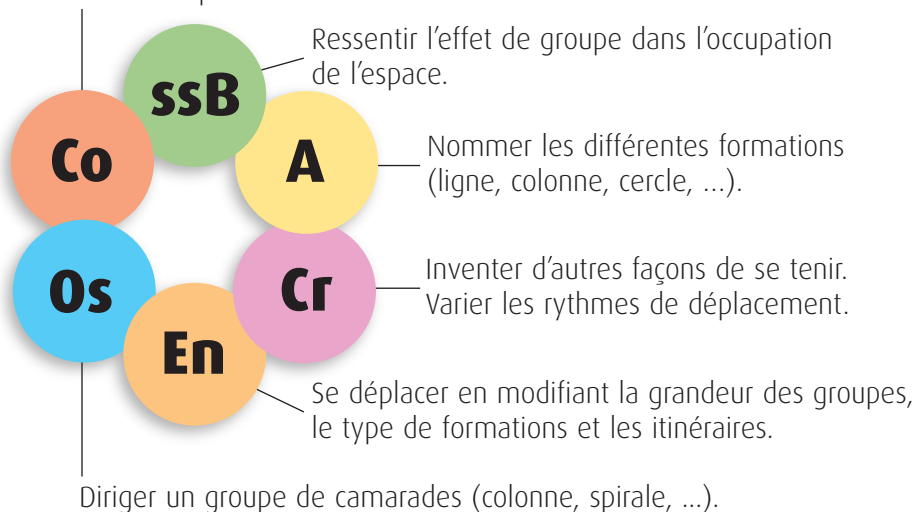 ssB
Ressentir l’effet de groupe dans l’occupation
de l’espace.
Co
A
Nommer les différentes formations
(ligne, colonne, cercle, ...).
Os
Cr
Inventer d’autres façons de se tenir.
Varier les rythmes de déplacement.
En
Se déplacer en modifiant la grandeur des groupes,
le type de formations et les itinéraires.
Diriger un groupe de camarades (colonne, spirale, ...).